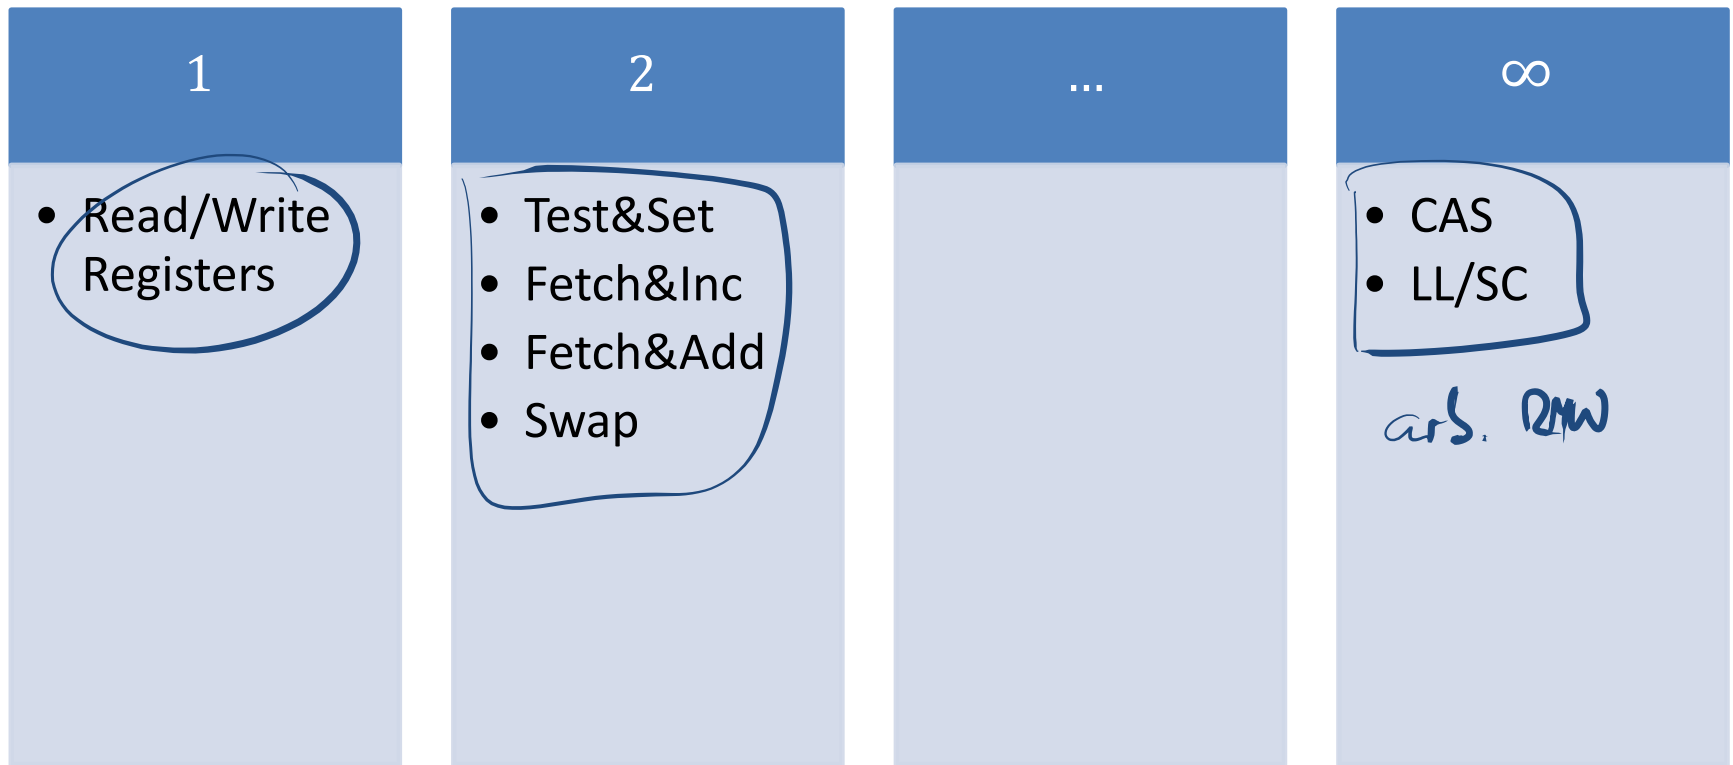 1
• Read/Write
Registers
2
• Test&Set
• Fetch&Inc
• Fetch&Add
• Swap
...
∞
• CAS
• LL/SC
arb. RMW